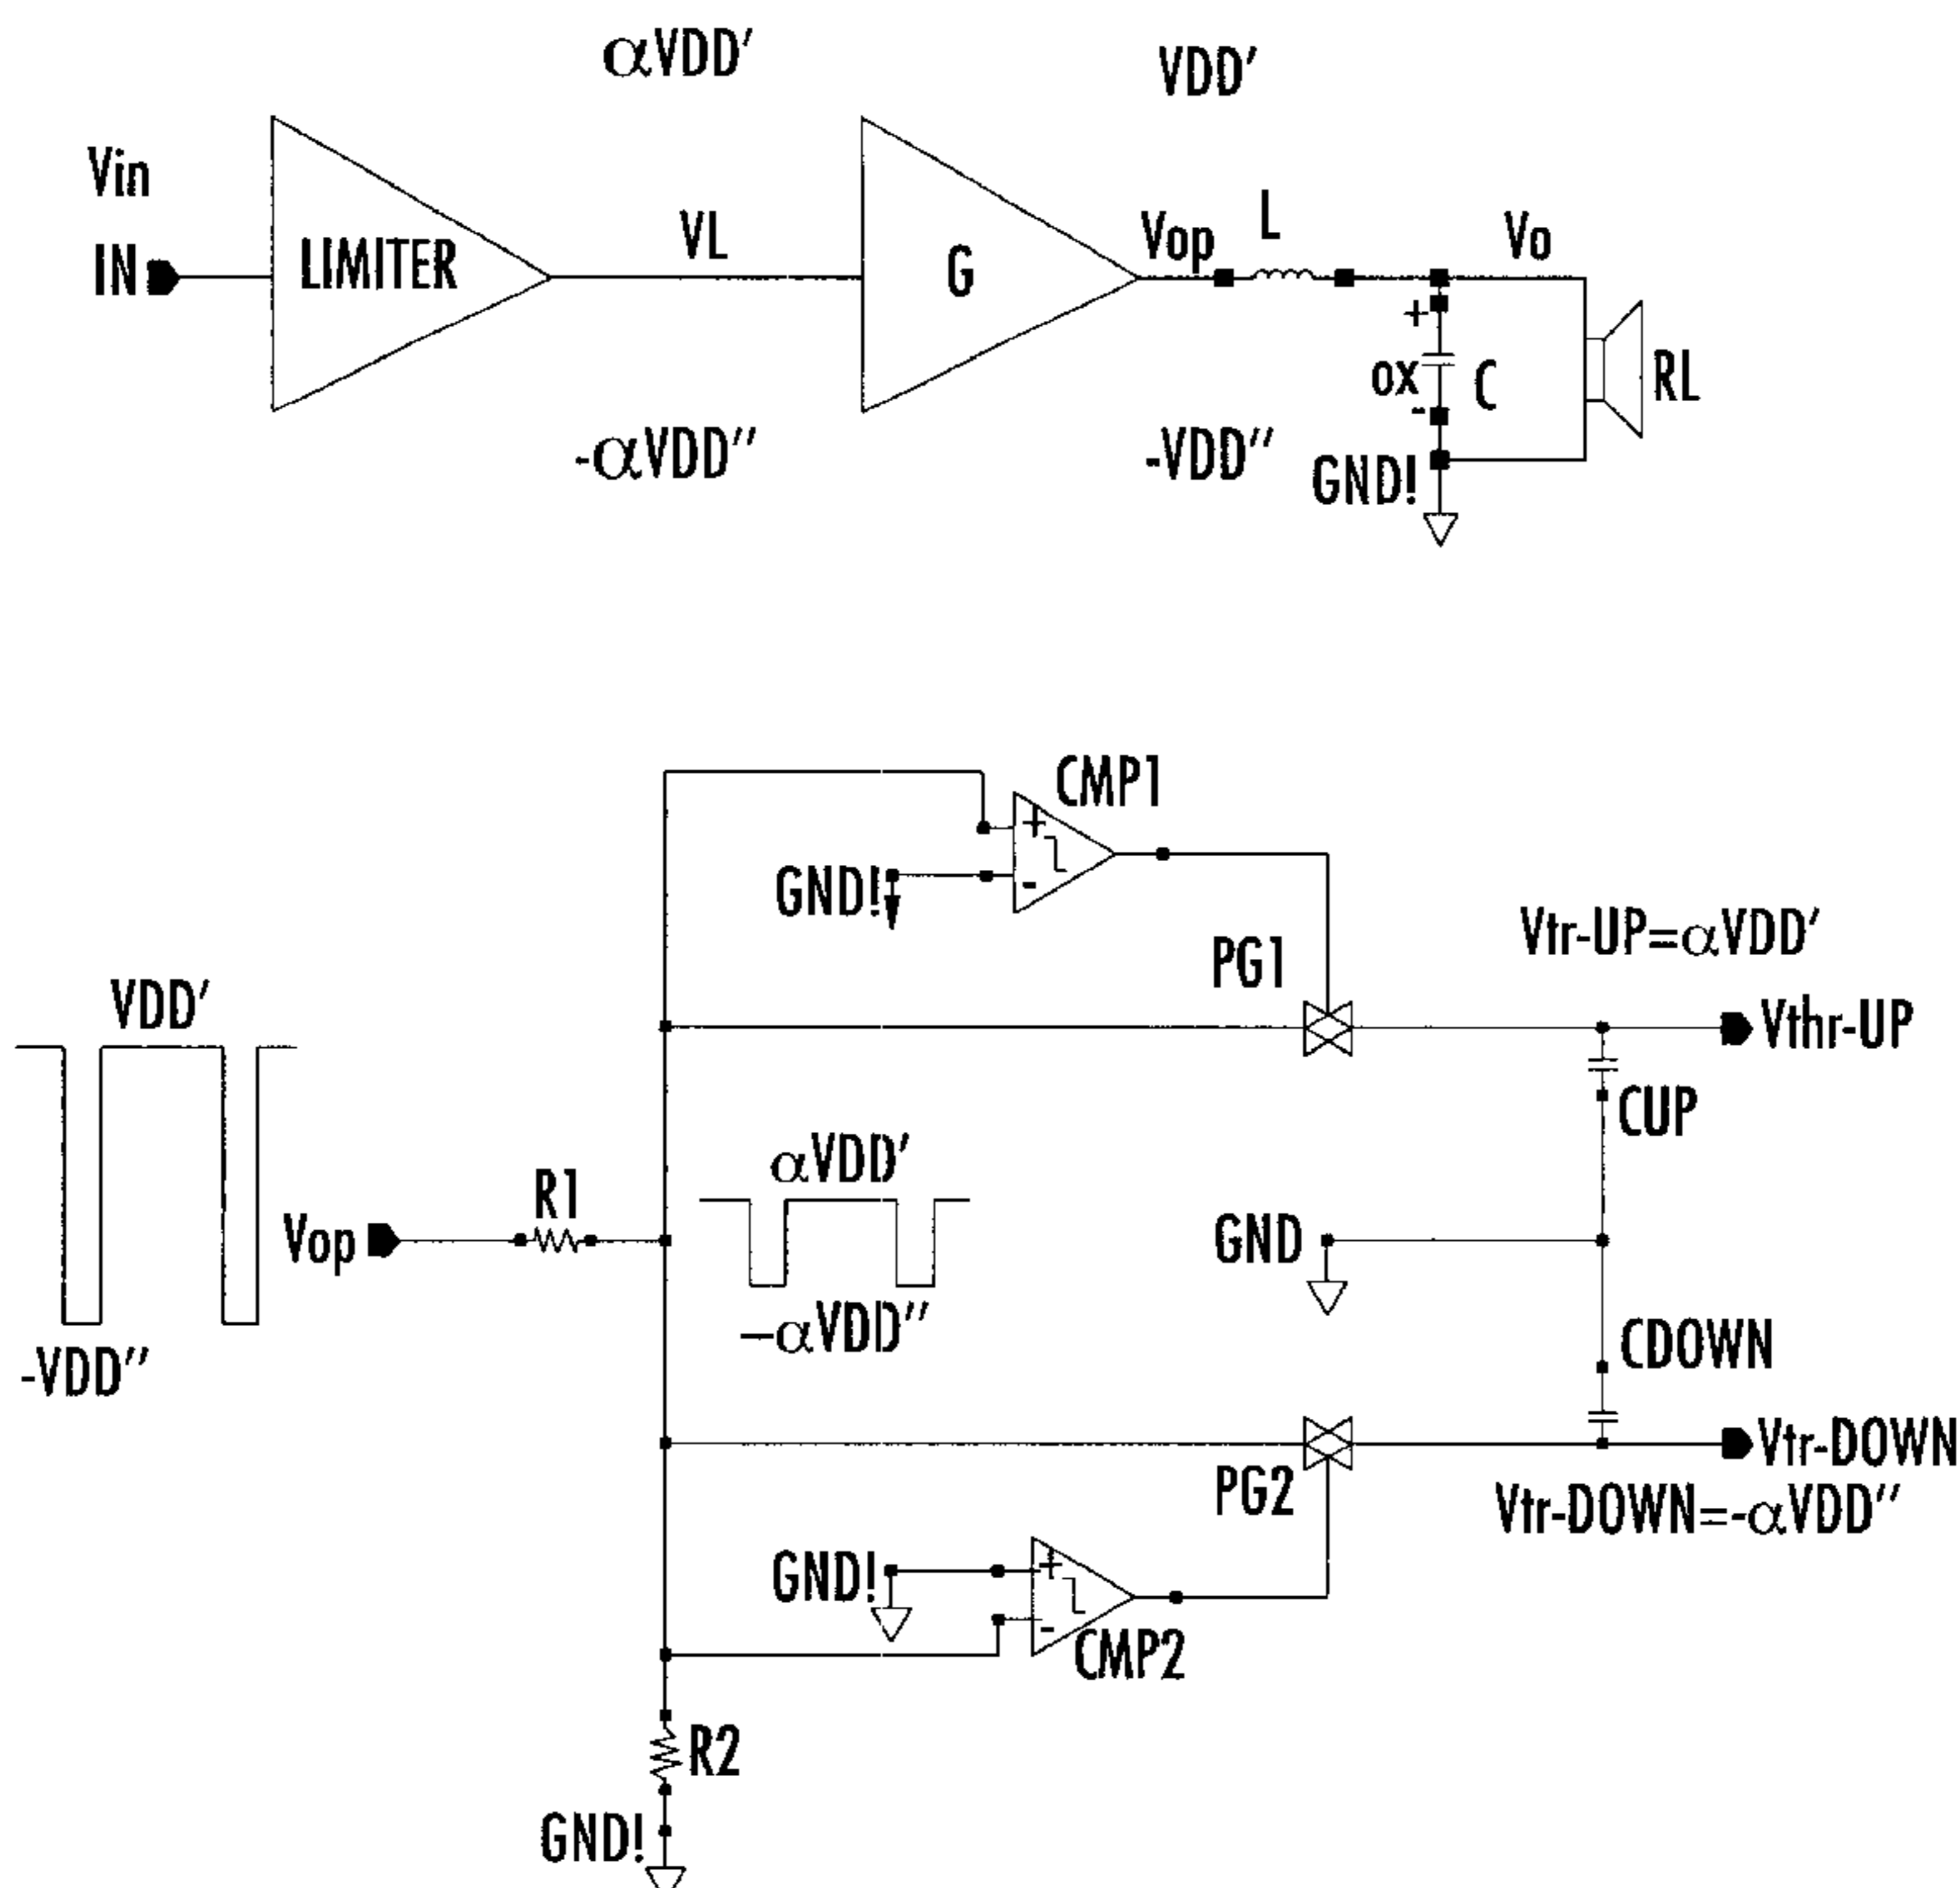 αVDD'
VDD'
Vin
IN
LIMITER
VL
G
Vop
L
Vo
+
ox
C
-
RL
-αVDD''
-VDD''
GND!
CMP1
+
-
GND!
PG1
Vtr-UP=αVDD'
Vthr-UP
VDD'
CUP
αVDD'
R1
Vop
GND
-αVDD''
-VDD''
CDOWN
Vtr-DOWN
PG2
Vtr-DOWN=-αVDD''
GND!
+
-
CMP2
R2
GND!